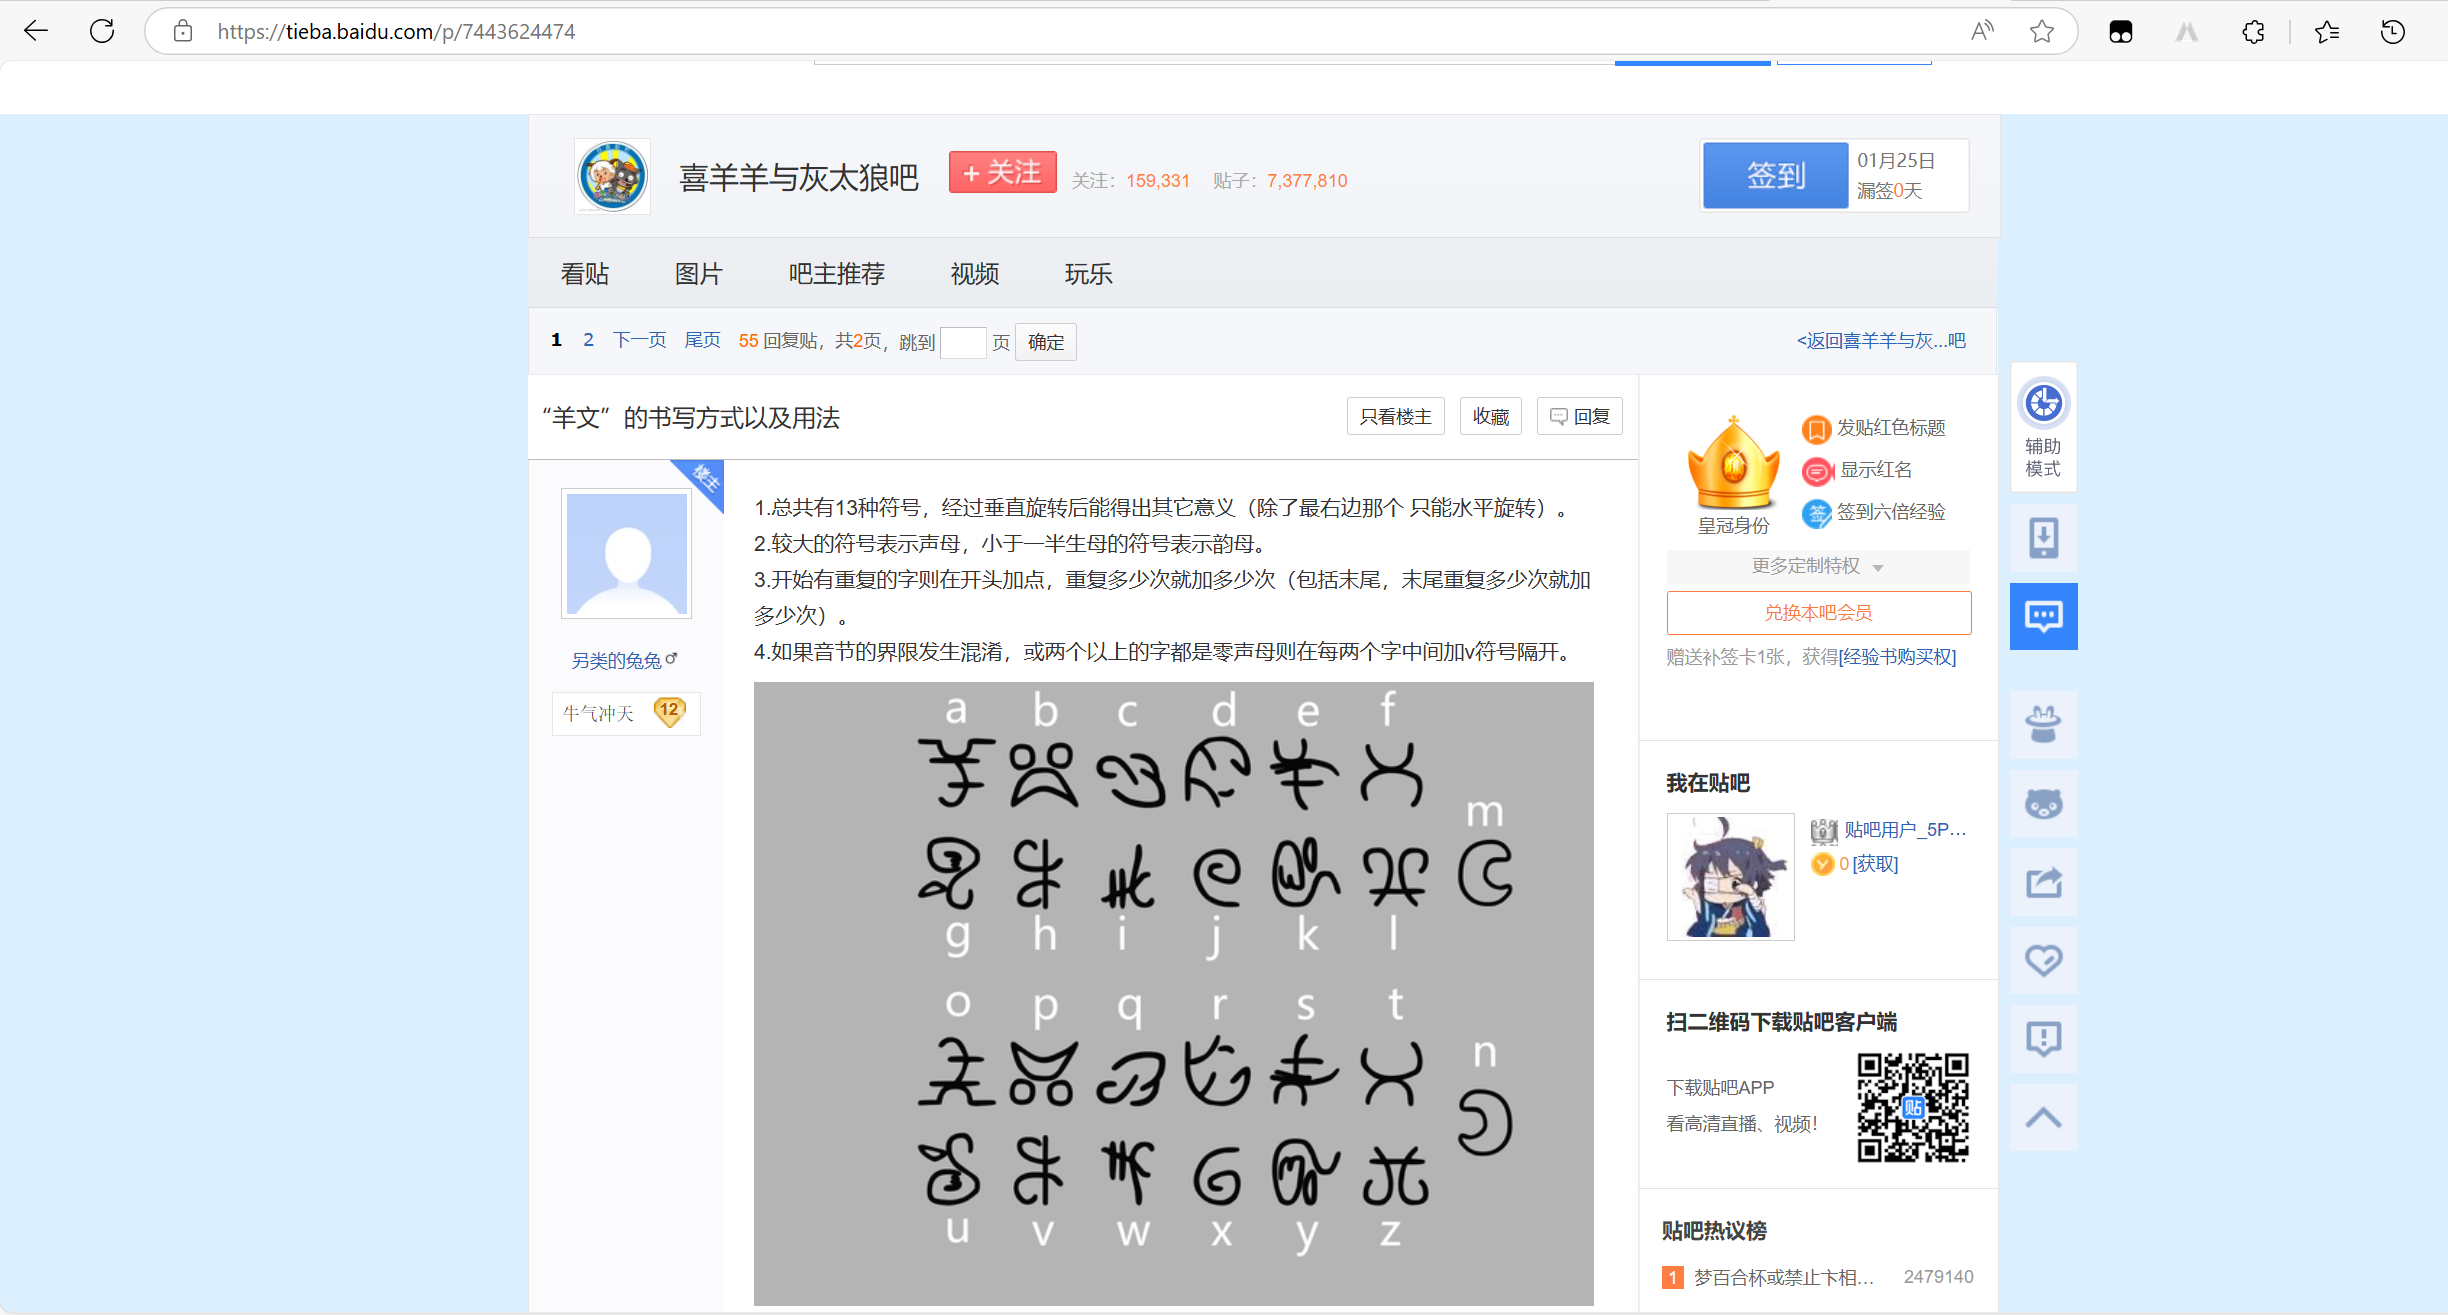 https://tieba.baidu.com/p/7443624474
喜羊羊与灰太狼吧
+ 关注
关注：159,331 贴子：7,377,810
签到
01月25日
漏签0天
看贴 图片 吧主推荐 视频 玩乐
1 2 下一页 尾页 55 回复贴，共2页，跳到 页 确定
<返回喜羊羊与灰...吧
“羊文”的书写方式以及用法
只看楼主 收藏 回复
楼主
另类的兔兔♂
牛气冲天 12
1.总共有13种符号，经过垂直旋转后能得出其它意义（除了最右边那个 只能水平旋转）。
2.较大的符号表示声母，小于一半生母的符号表示韵母。
3.开始有重复的字则在开头加点，重复多少次就加多少次（包括末尾，末尾重复多少次就加
多少次）。
4.如果音节的界限发生混淆，或两个以上的字都是零声母则在每两个字中间加v符号隔开。
a b c d e f
m
g h i j k l
o p q r s t
n
u v w x y z
皇冠身份
发贴红色标题
显示红名
签 签到六倍经验
更多定制特权
兑换本吧会员
赠送补签卡1张，获得[经验书购买权]
我在贴吧
贴吧用户_5P...
0 [获取]
扫二维码下载贴吧客户端
下载贴吧APP
看高清直播、视频！
贴
贴吧热议榜
1 梦百合杯或禁止卞相... 2479140
辅助
模式